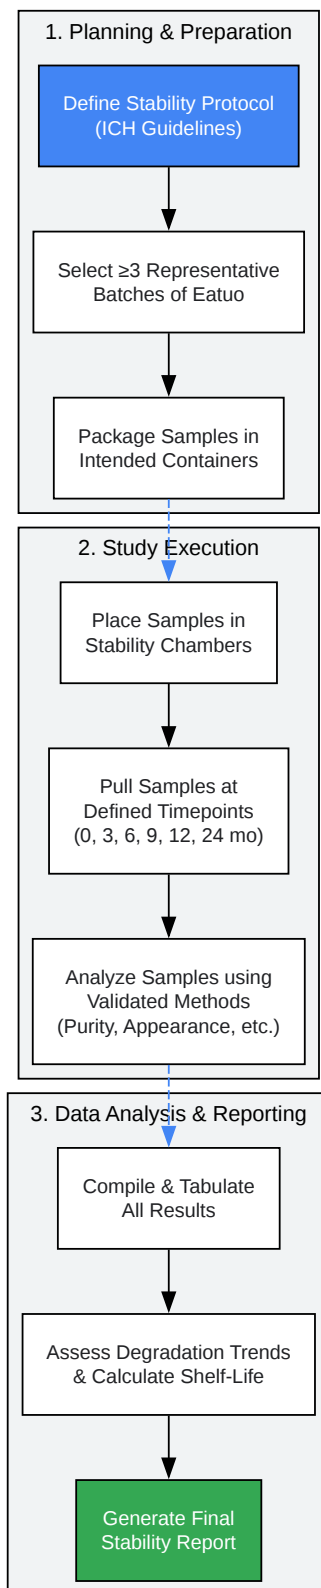 1. Planning & Preparation
Define Stability Protocol
(ICH Guidelines)
Select ≥3 Representative
Batches of Eatuo
Package Samples in
Intended Containers
2. Study Execution
Place Samples in
Stability Chambers
Pull Samples at
Defined Timepoints
(0, 3, 6, 9, 12, 24 mo)
Analyze Samples using
Validated Methods
(Purity, Appearance, etc.)
3. Data Analysis & Reporting
Compile & Tabulate
All Results
Assess Degradation Trends
& Calculate Shelf-Life
Generate Final
Stability Report